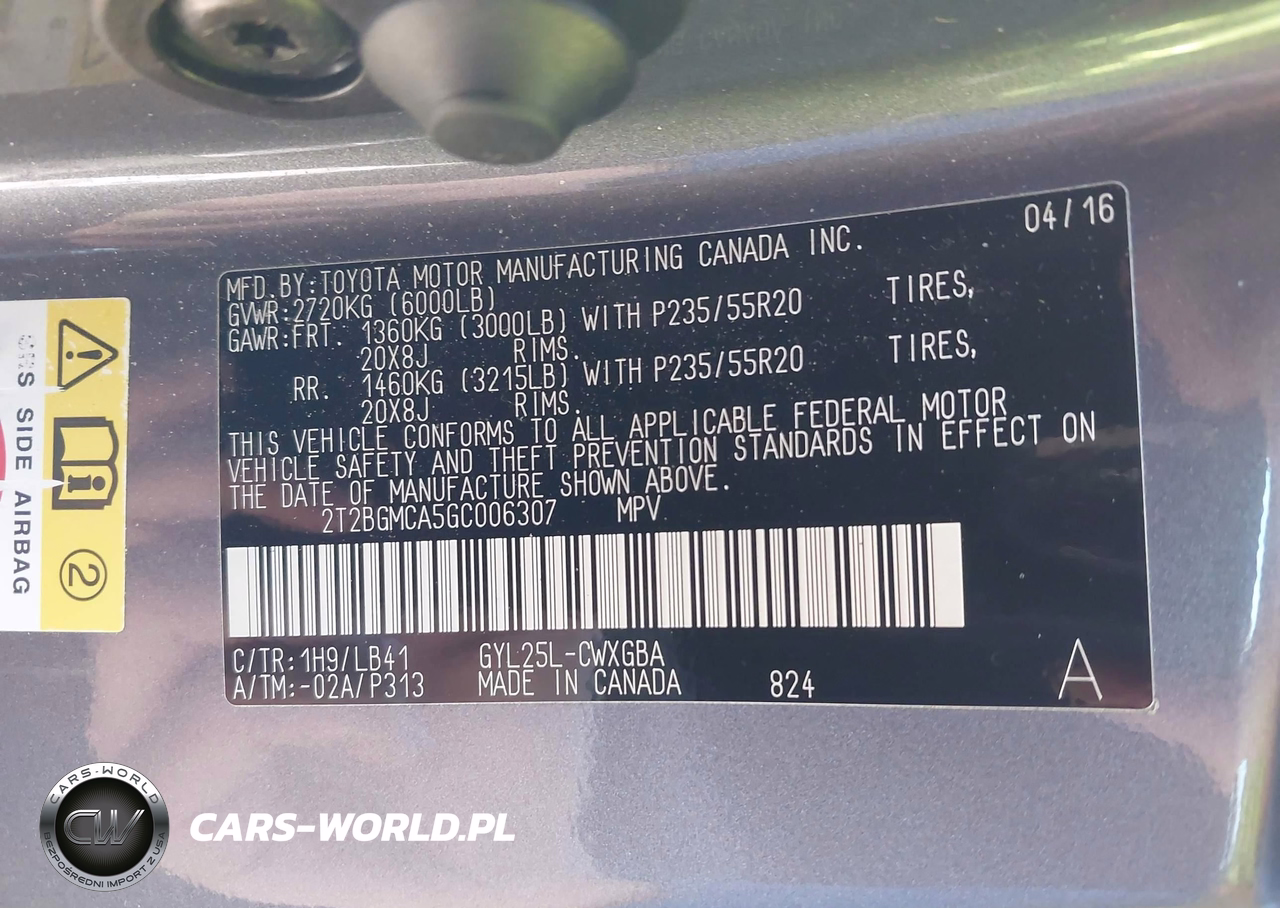 04/16
MFD.BY:TOYOTA MOTOR MANUFACTURING CANADA INC.
GVWR:2720KG (6000LB)
GAWR:FRT. 1360KG (3000LB) WITH P235/55R20 TIRES,
20X8J RIMS.
RR. 1460KG (3215LB) WITH P235/55R20 TIRES,
20X8J RIMS.
THIS VEHICLE CONFORMS TO ALL APPLICABLE FEDERAL MOTOR
VEHICLE SAFETY AND THEFT PREVENTION STANDARDS IN EFFECT ON
THE DATE OF MANUFACTURE SHOWN ABOVE.
2T2BGMCA5GC006307 MPV
C/TR:1H9/LB41 GYL25L-CWXGBA
A/TM:-02A/P313 MADE IN CANADA 824 A
SIDE AIRBAG
2
CARS-WORLD
CW
BEZPOŚREDNI IMPORT Z USA
CARS-WORLD.PL